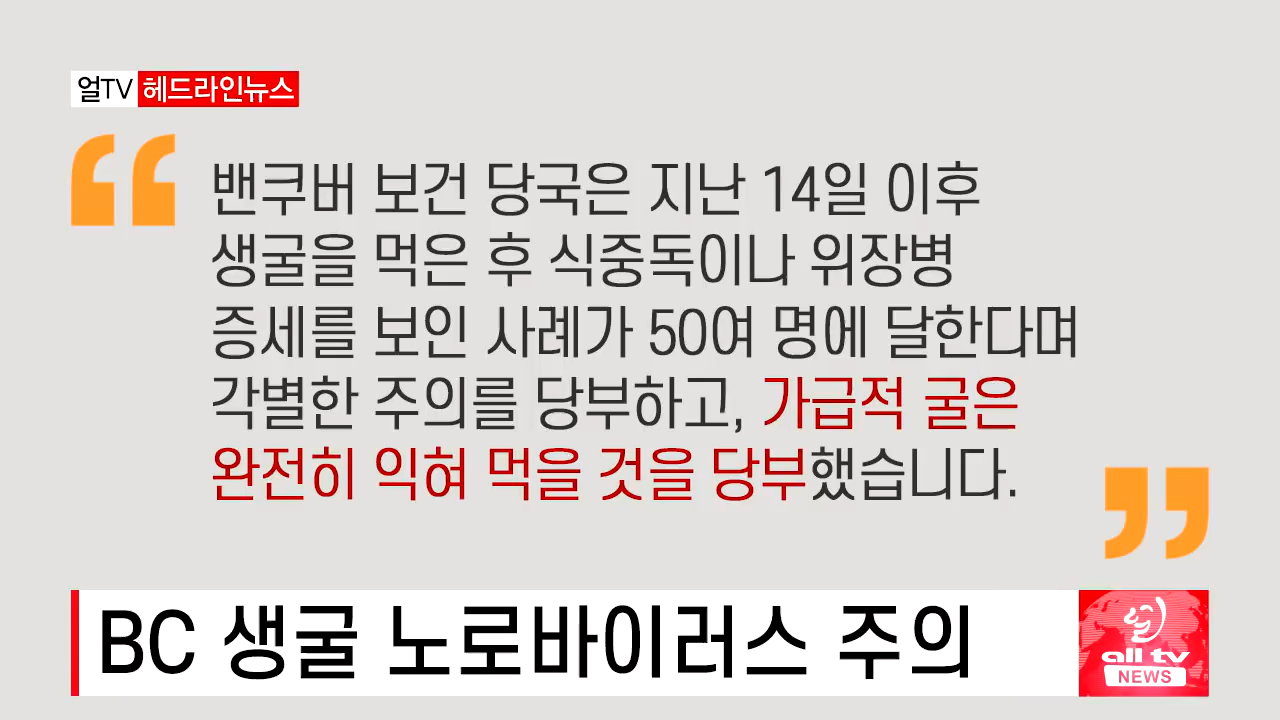 얼TV 헤드라인뉴스
밴쿠버 보건 당국은 지난 14일 이후
생굴을 먹은 후 식중독이나 위장병
증세를 보인 사례가 50여 명에 달한다며
각별한 주의를 당부하고, 가급적 굴은
완전히 익혀 먹을 것을 당부했습니다.
BC 생굴 노로바이러스 주의
얼
all tv
NEWS